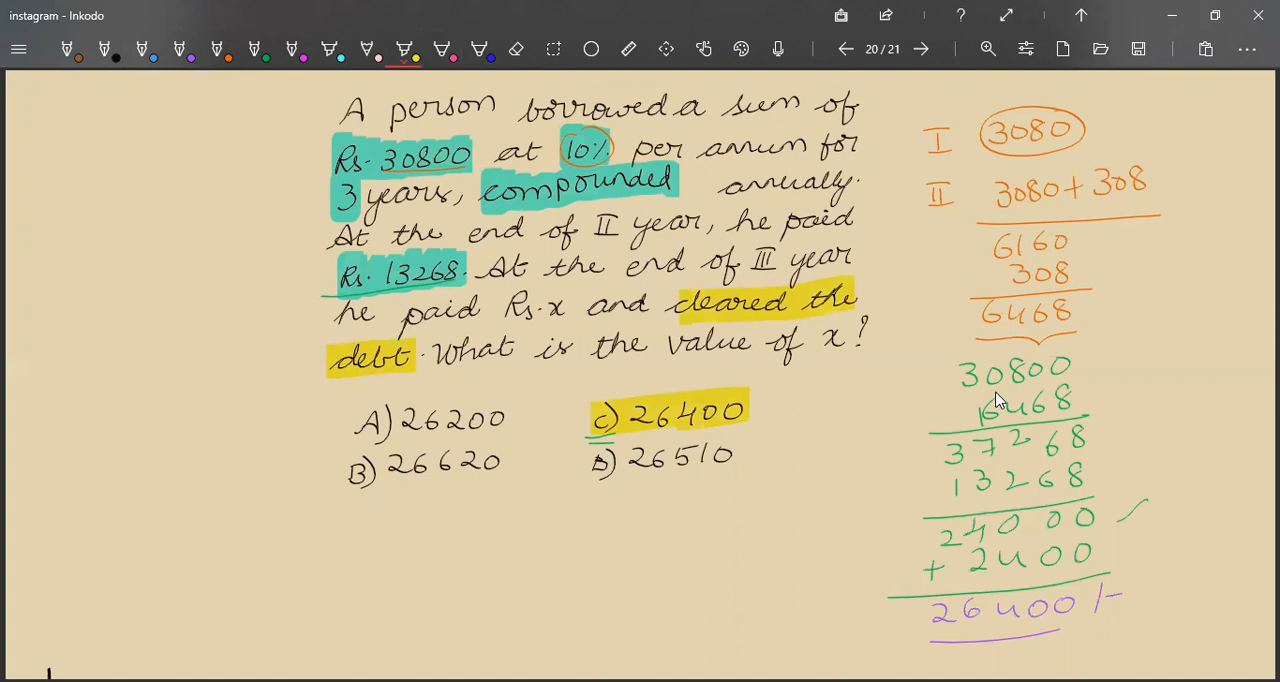 instagram - Inkodo
20 / 21
A person borrowed a sum of
Rs. 30800 at 10% per annum for
3 years, compounded annually.
At the end of II year, he paid
Rs. 13268. At the end of III year
he paid Rs. x and cleared the
debt. What is the value of x?
A) 26200
C) 26400
B) 26620
D) 26510
I 3080
II 3080 + 308
6160
308
6468
30800
6468
37268
13268
24000
+ 2400
26400 /-